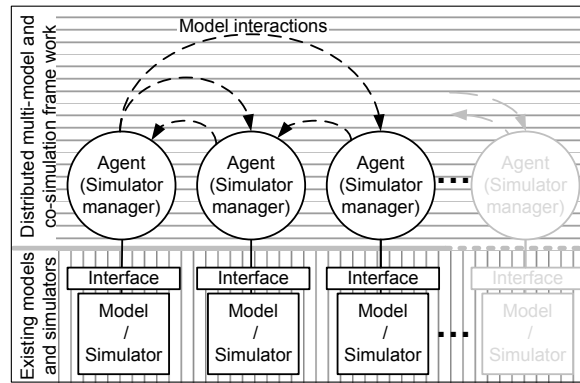 Distributed multi-model and
co-simulation frame work
Model interactions
Agent
(Simulator
manager)
Agent
(Simulator
manager)
Agent
(Simulator
manager)
...
Agent
(Simulator
manager)
Existing models
and simulators
Interface
Model
/
Simulator
Interface
Model
/
Simulator
Interface
Model
/
Simulator
...
Interface
Model
/
Simulator